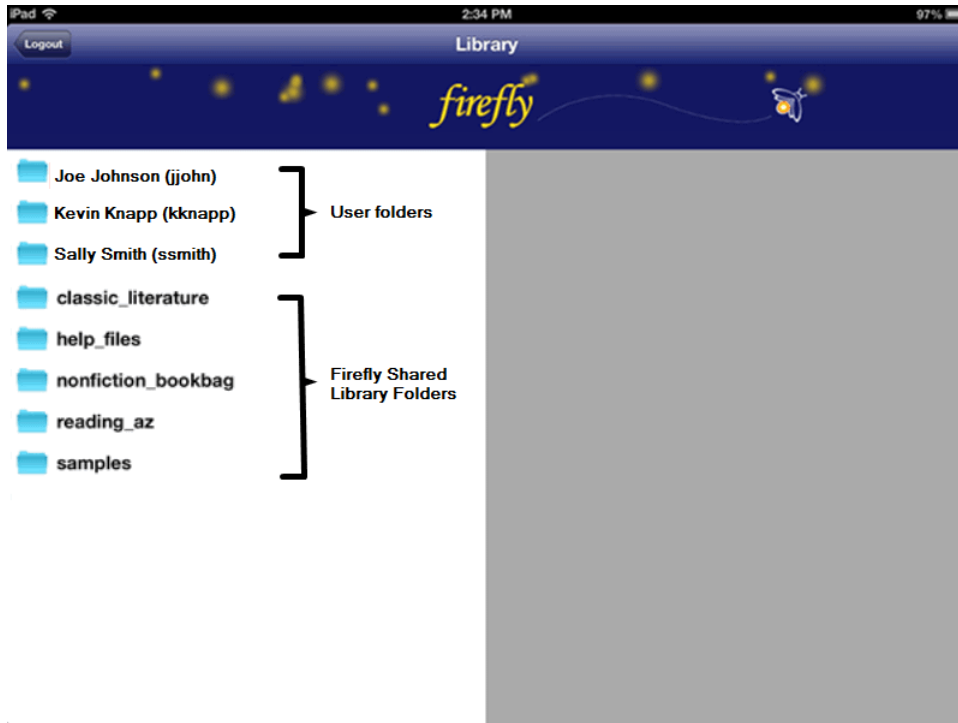 iPad 2:34 PM 97%
Logout Library
firefly
Joe Johnson (jjohn)
Kevin Knapp (kknapp)
User folders
Sally Smith (ssmith)
classic_literature
help_files
nonfiction_bookbag
Firefly Shared
Library Folders
reading_az
samples